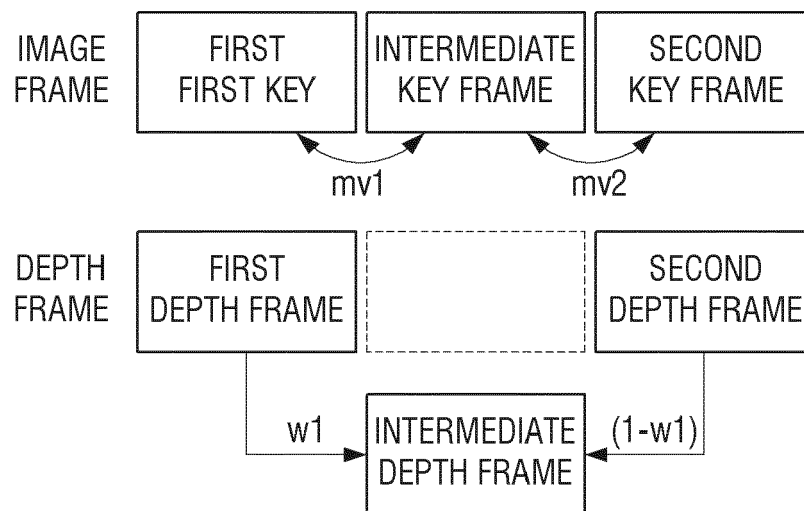 IMAGE
FRAME
FIRST
FIRST KEY
INTERMEDIATE
KEY FRAME
SECOND
KEY FRAME
mv1
mv2
DEPTH
FRAME
FIRST
DEPTH FRAME
SECOND
DEPTH FRAME
w1
INTERMEDIATE
DEPTH FRAME
(1-w1)